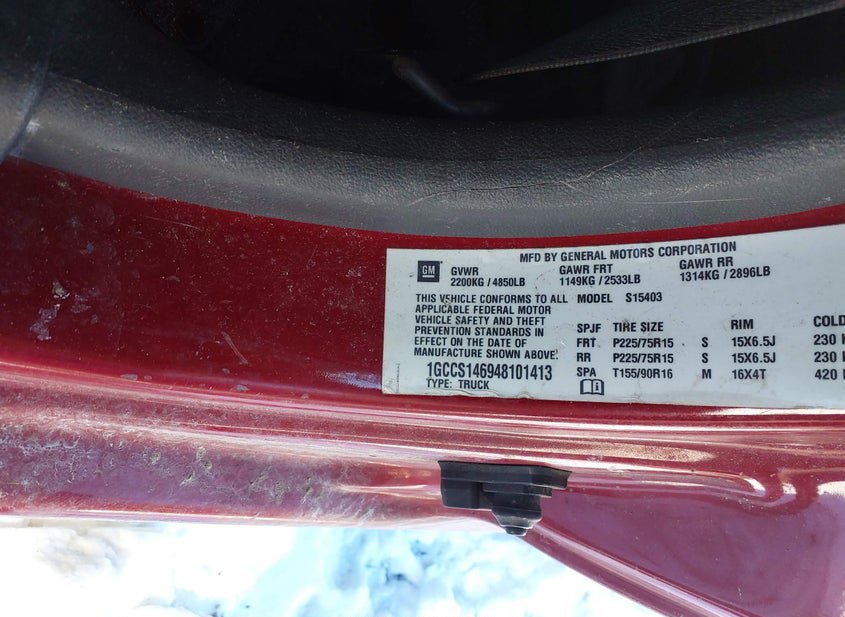 MFD BY GENERAL MOTORS CORPORATION
GM GVWR GAWR FRT GAWR RR
2200KG / 4850LB 1149KG / 2533LB 1314KG / 2896LB
THIS VEHICLE CONFORMS TO ALL MODEL S15403
APPLICABLE FEDERAL MOTOR
VEHICLE SAFETY AND THEFT
PREVENTION STANDARDS IN
EFFECT ON THE DATE OF
MANUFACTURE SHOWN ABOVE.
1GCCS146948101413
TYPE: TRUCK
SPJF TIRE SIZE RIM COLD
FRT P225/75R15 S 15X6.5J 230
RR P225/75R15 S 15X6.5J 230
SPA T155/90R16 M 16X4T 420